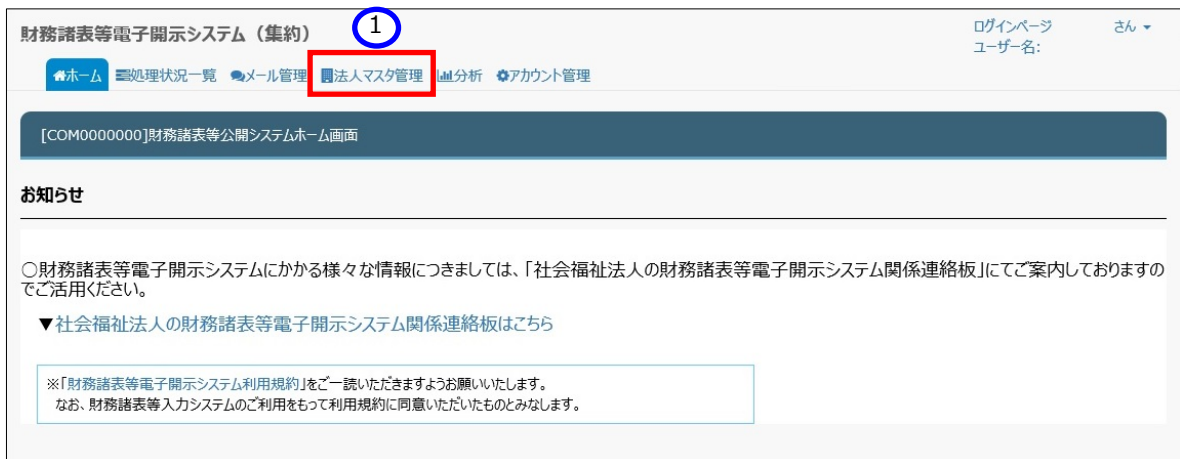 財務諸表等電子開示システム（集約）
1
ログインページ さん
ユーザー名:
ホーム 処理状況一覧 メール管理 法人マスタ管理 分析 アカウント管理
[COM0000000]財務諸表等公開システムホーム画面
お知らせ
○財務諸表等電子開示システムにかかる様々な情報につきましては、「社会福祉法人の財務諸表等電子開示システム関係連絡板」にてご案内しておりますの
でご活用ください。
▼社会福祉法人の財務諸表等電子開示システム関係連絡板はこちら
※「財務諸表等電子開示システム利用規約」をご一読いただきますようお願いいたします。
なお、財務諸表等入力システムのご利用をもって利用規約に同意いただいたものとみなします。